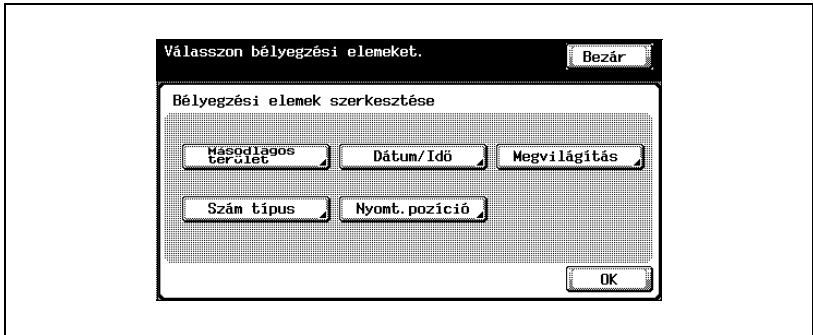 Válasszon bélyegzési elemeket.
Bezár
Bélyegzési elemek szerkesztése
Másodlagos
terület
Dátum/Idő
Megvilágítás
Szám típus
Nyomt.pozíció
OK